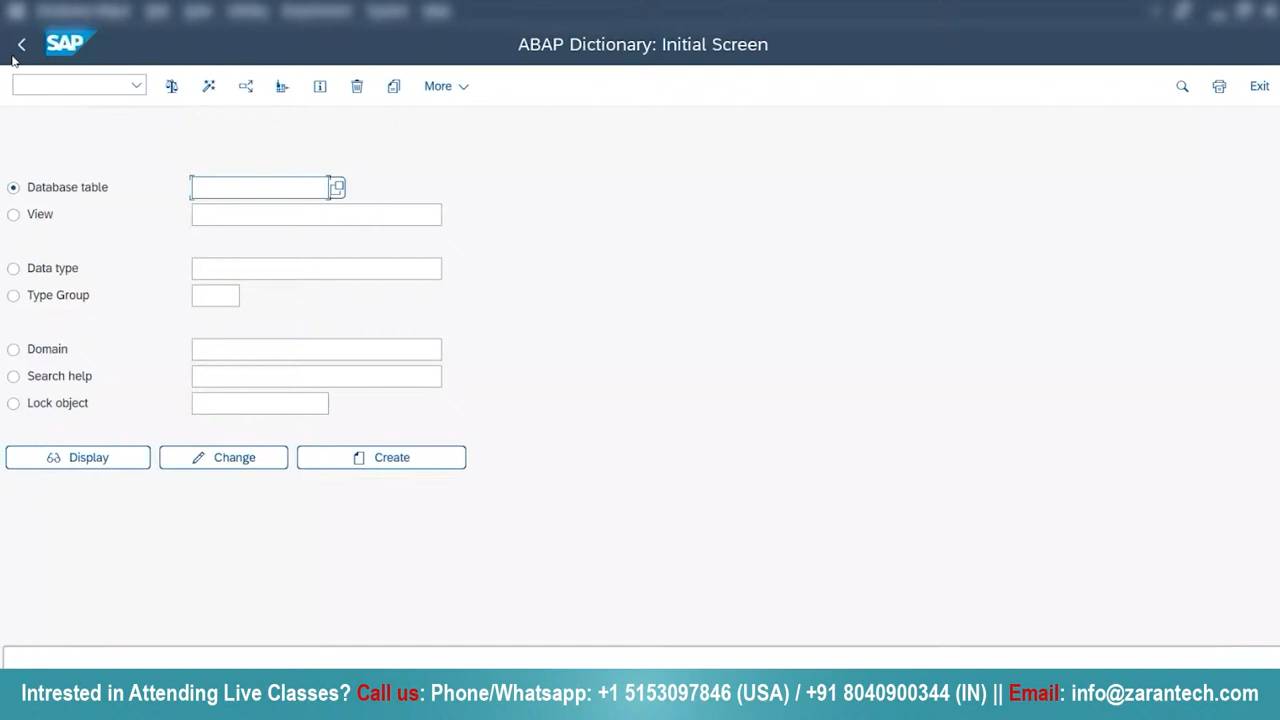 SAP
ABAP Dictionary: Initial Screen
More
Exit
Database table
View
Data type
Type Group
Domain
Search help
Lock object
Display
Change
Create
Intrested in Attending Live Classes? Call us: Phone/Whatsapp: +1 5153097846 (USA) / +91 8040900344 (IN) || Email: info@zarantech.com